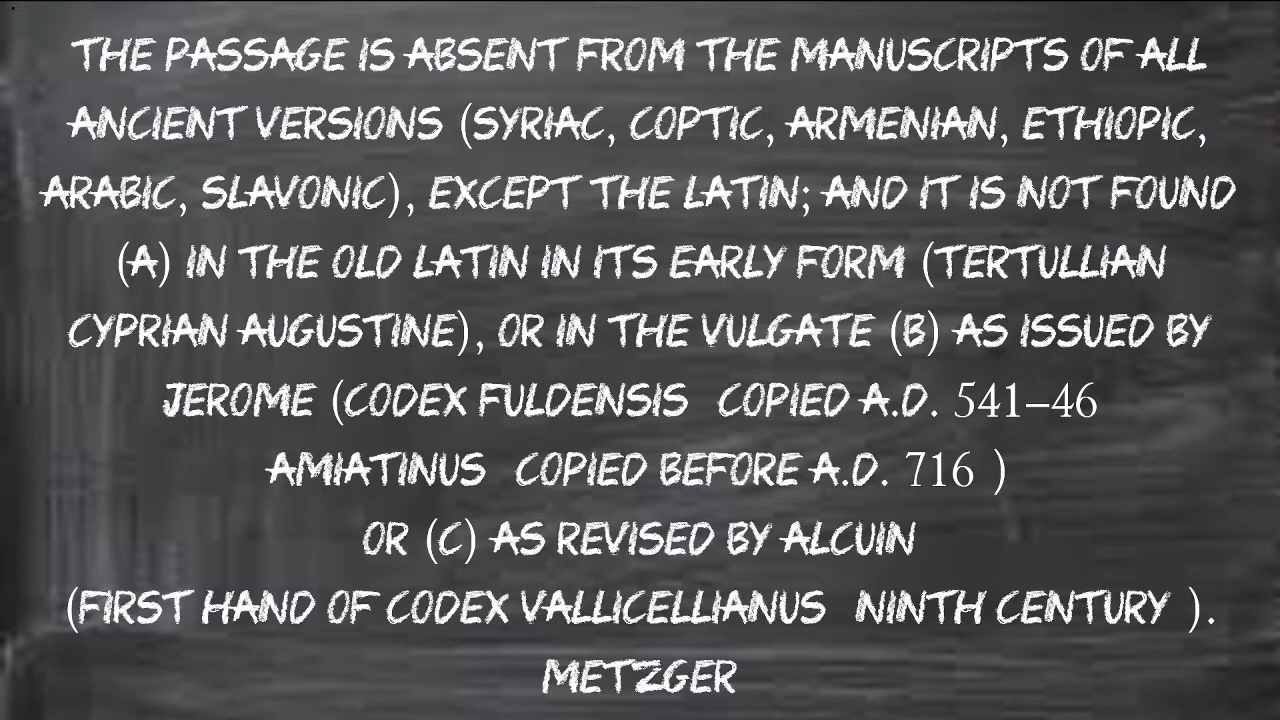 THE PASSAGE IS ABSENT FROM THE MANUSCRIPTS OF ALL
ANCIENT VERSIONS (SYRIAC, COPTIC, ARMENIAN, ETHIOPIC,
ARABIC, SLAVONIC), EXCEPT THE LATIN; AND IT IS NOT FOUND
(A) IN THE OLD LATIN IN ITS EARLY FORM (TERTULLIAN
CYPRIAN AUGUSTINE), OR IN THE VULGATE (B) AS ISSUED BY
JEROME (CODEX FULDENSIS COPIED A.D. 541–46
AMIATINUS COPIED BEFORE A.D. 716 )
OR (C) AS REVISED BY ALCUIN
(FIRST HAND OF CODEX VALLICELLIANUS NINTH CENTURY ).
METZGER